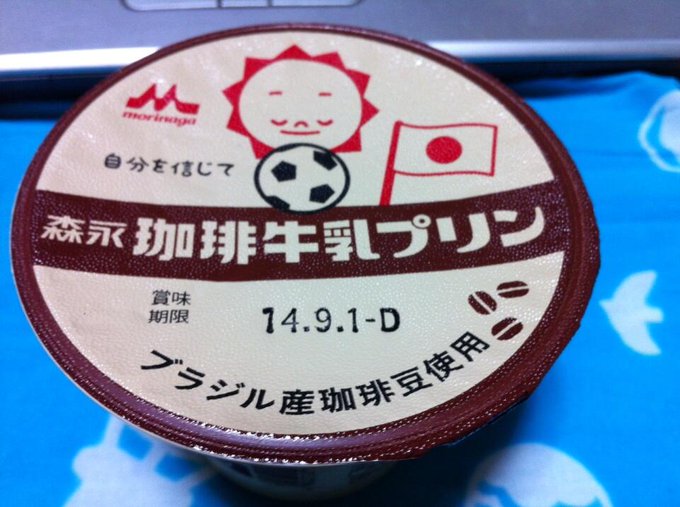 morinaga
自分を信じて
森永 珈琲牛乳プリン
賞味
期限
14.9.1-D
ブラジル産珈琲豆使用